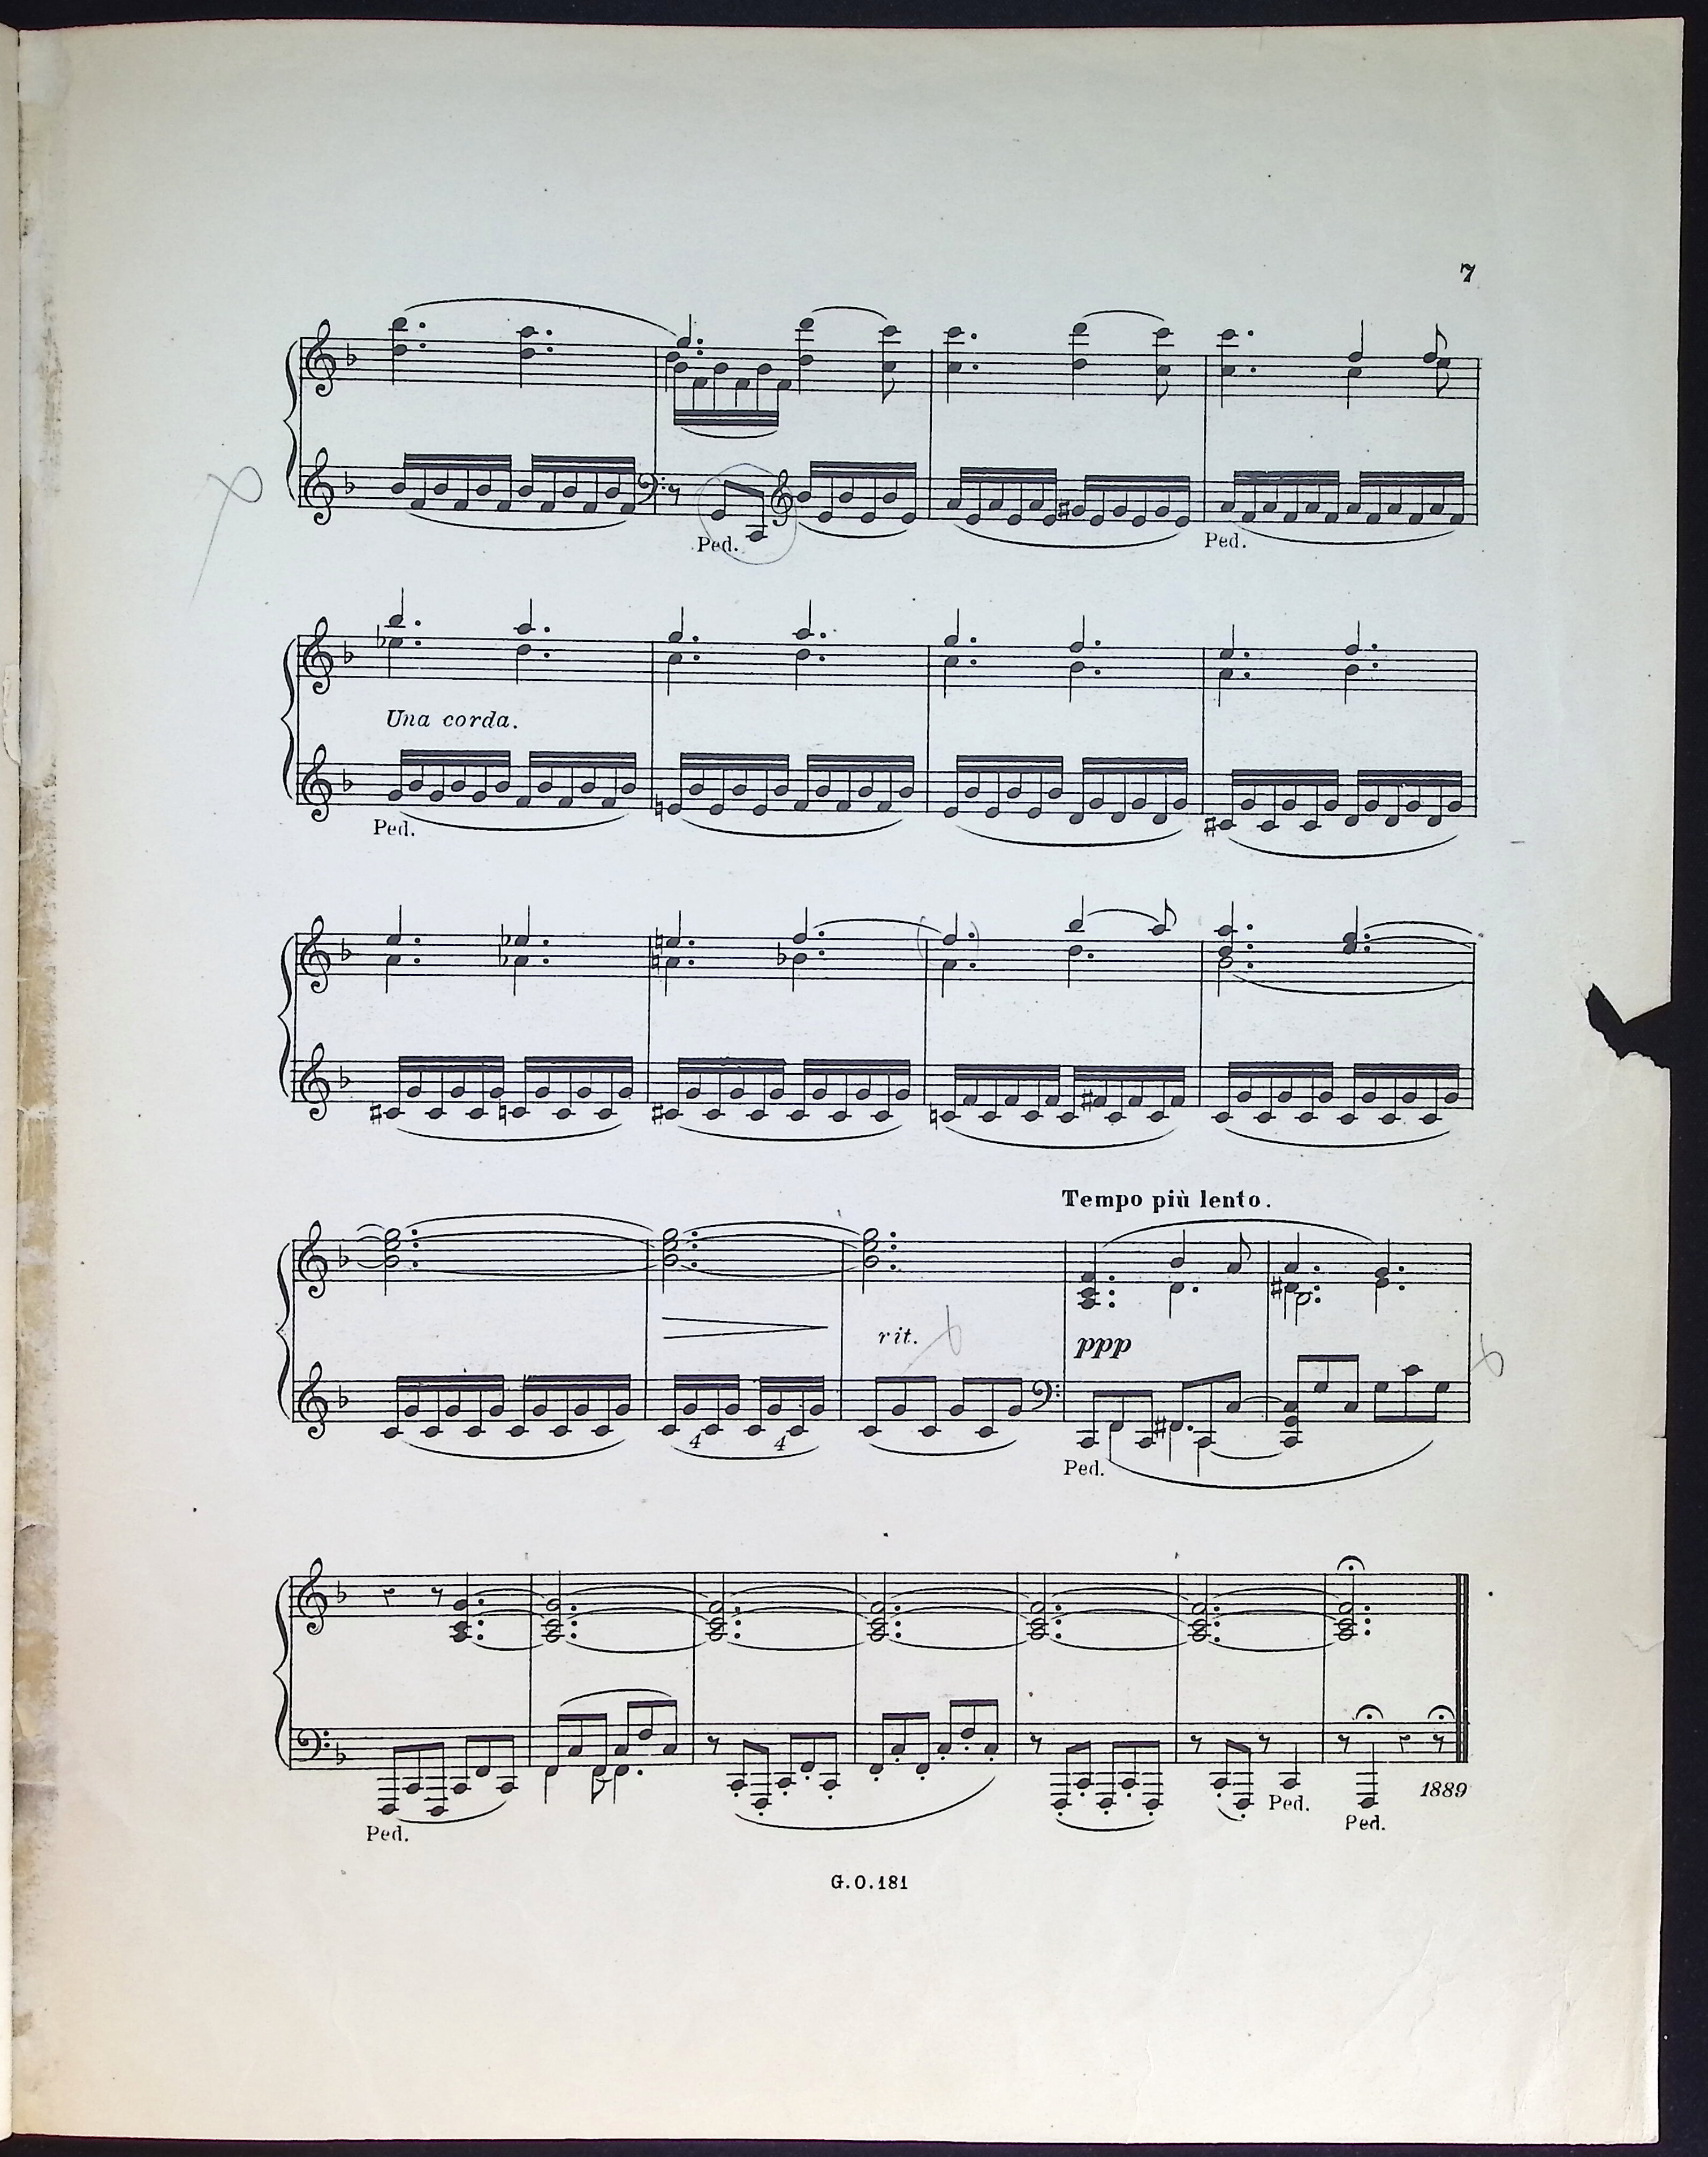 7
Ped. Ped.
Una corda.
Ped.
Tempo più lento.
rit. ppp
4 4
Ped.
1889
Ped. Ped. Ped.
G.O.181